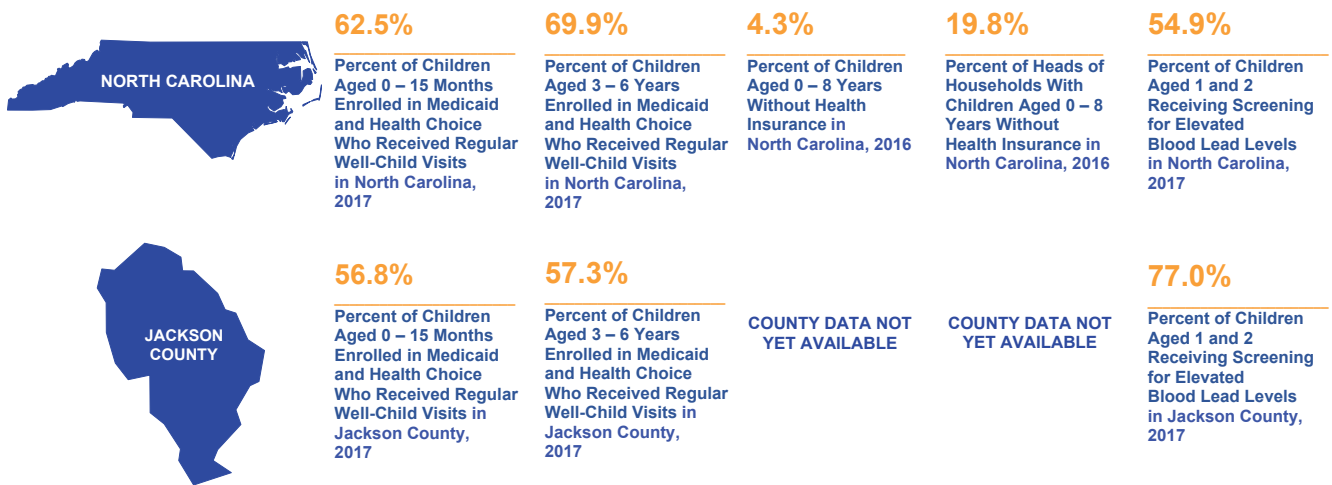 NORTH CAROLINA
62.5%
Percent of Children
Aged 0 – 15 Months
Enrolled in Medicaid
and Health Choice
Who Received Regular
Well-Child Visits
in North Carolina,
2017
69.9%
Percent of Children
Aged 3 – 6 Years
Enrolled in Medicaid
and Health Choice
Who Received Regular
Well-Child Visits
in North Carolina,
2017
4.3%
Percent of Children
Aged 0 – 8 Years
Without Health
Insurance in
North Carolina, 2016
19.8%
Percent of Heads of
Households With
Children Aged 0 – 8
Years Without
Health Insurance in
North Carolina, 2016
54.9%
Percent of Children
Aged 1 and 2
Receiving Screening
for Elevated
Blood Lead Levels
in North Carolina,
2017
JACKSON
COUNTY
56.8%
Percent of Children
Aged 0 – 15 Months
Enrolled in Medicaid
and Health Choice
Who Received Regular
Well-Child Visits in
Jackson County,
2017
57.3%
Percent of Children
Aged 3 – 6 Years
Enrolled in Medicaid
and Health Choice
Who Received Regular
Well-Child Visits in
Jackson County,
2017
COUNTY DATA NOT
YET AVAILABLE
COUNTY DATA NOT
YET AVAILABLE
77.0%
Percent of Children
Aged 1 and 2
Receiving Screening
for Elevated
Blood Lead Levels
in Jackson County,
2017